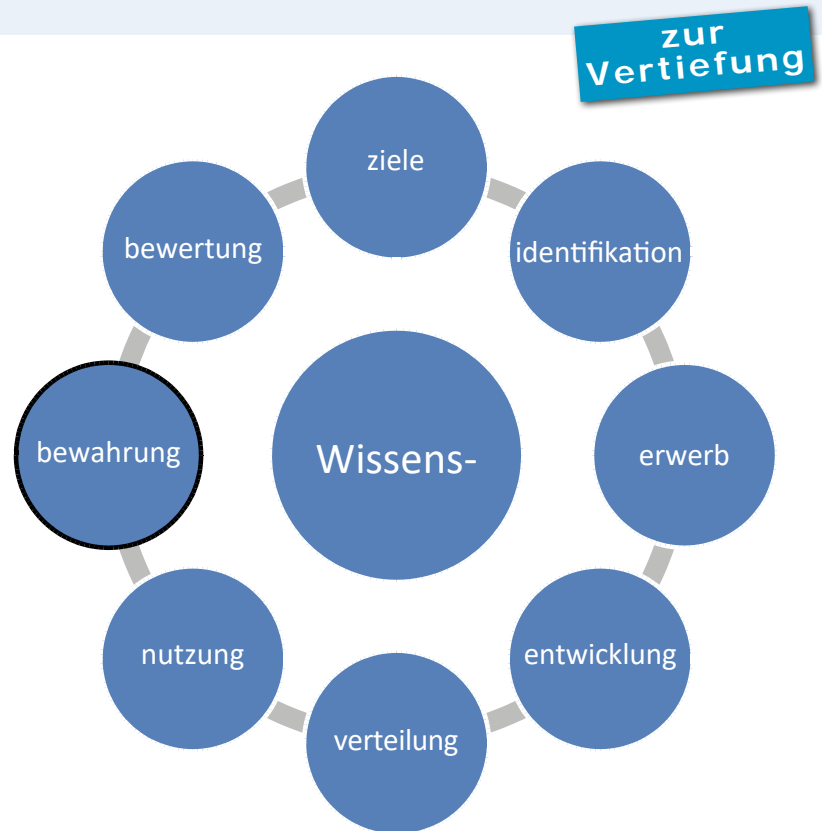 zur
Vertiefung
ziele
identifikation
erwerb
entwicklung
verteilung
nutzung
bewahrung
bewertung
Wissens-